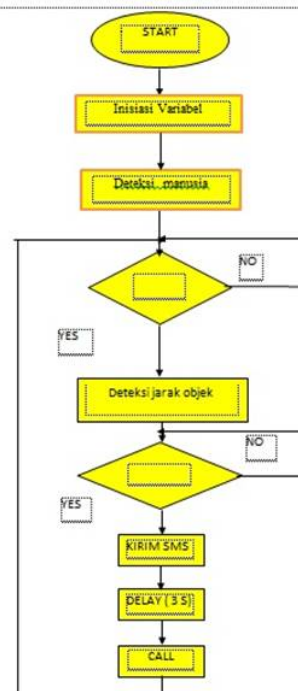 START
Inisiasi Variabel
Deteksi manusia
NO
YES
Deteksi jarak objek
NO
YES
KIRIM SMS
DELAY ( 3 S)
CALL